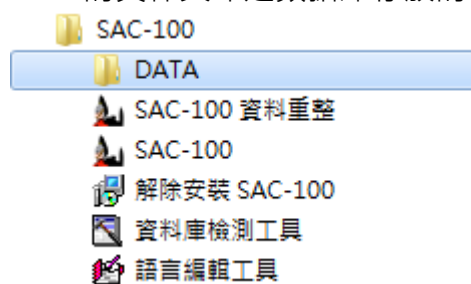 SAC-100
DATA
SAC-100 資料重整
SAC-100
解除安裝 SAC-100
資料庫檢測工具
語言編輯工具